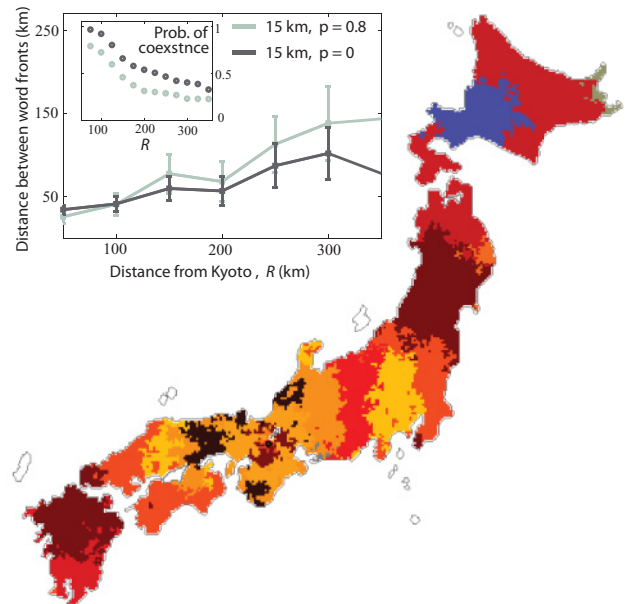 Distance between word fronts (km)
250
150
50
100
200
300
Distance from Kyoto , R (km)
15 km, p = 0.8
15 km, p = 0
Prob. of
coexstnce
1
0.5
0
100
200
300
R